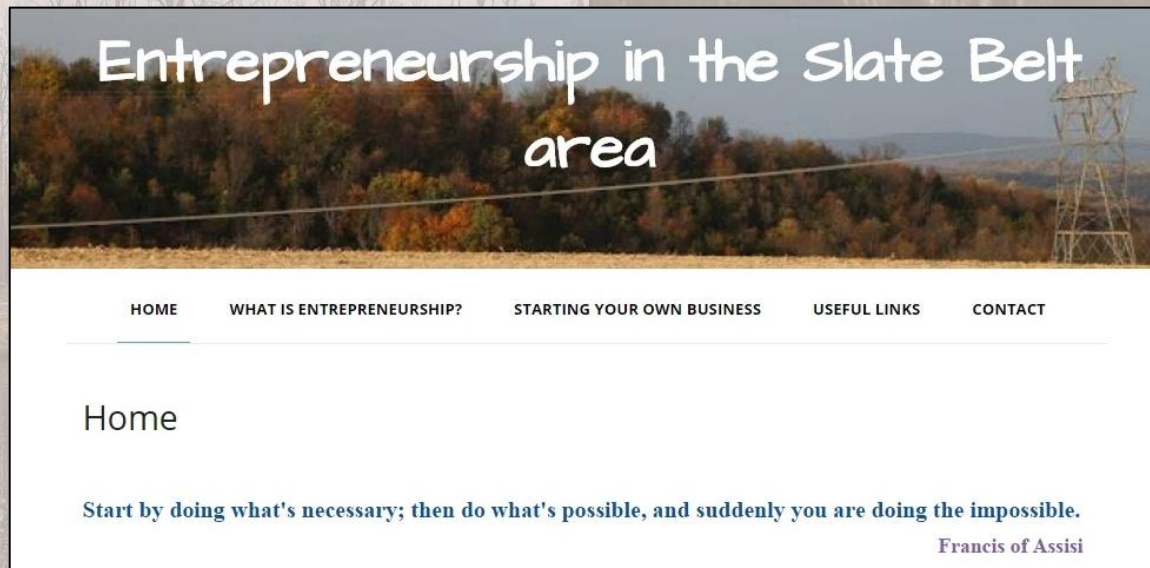 Entrepreneurship in the Slate Belt
area
HOME WHAT IS ENTREPRENEURSHIP? STARTING YOUR OWN BUSINESS USEFUL LINKS CONTACT
Home
Start by doing what's necessary; then do what's possible, and suddenly you are doing the impossible.
Francis of Assisi